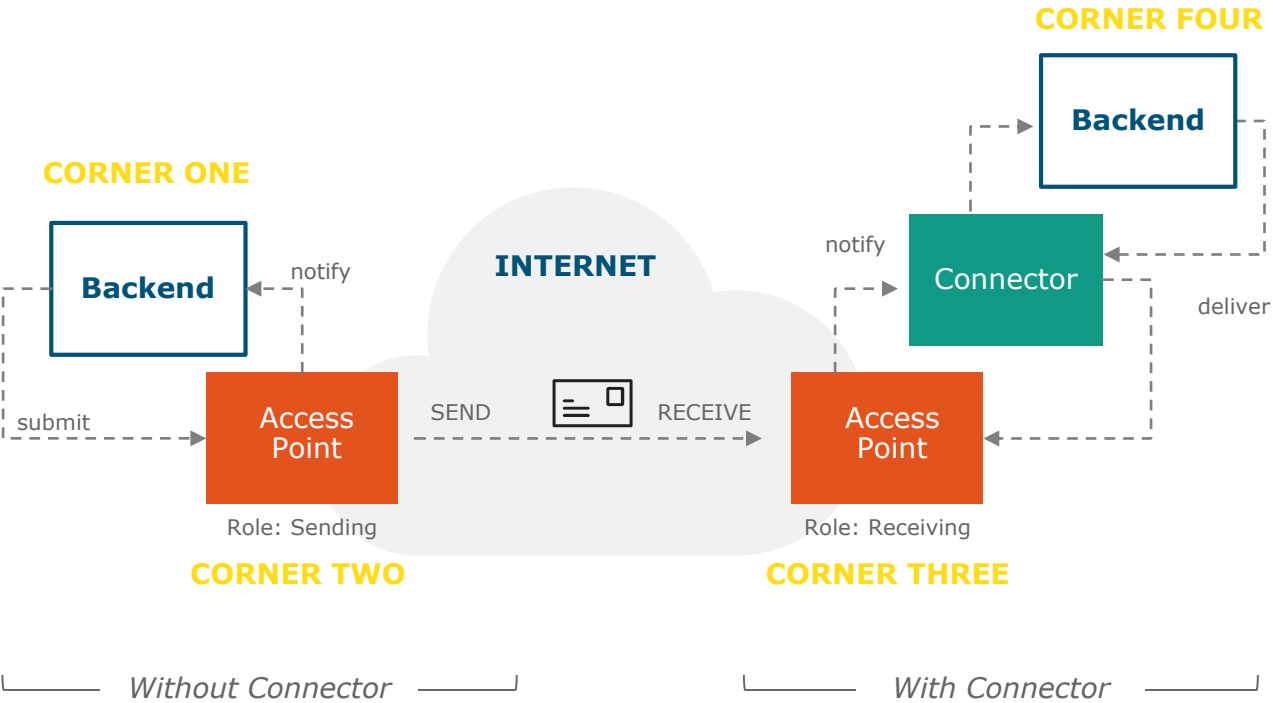 CORNER FOUR
Backend
CORNER ONE
notify
INTERNET
Connector
notify
Backend
deliver
submit
SEND
RECEIVE
Access
Point
Access
Point
Role: Sending
Role: Receiving
CORNER TWO
CORNER THREE
Without Connector
With Connector